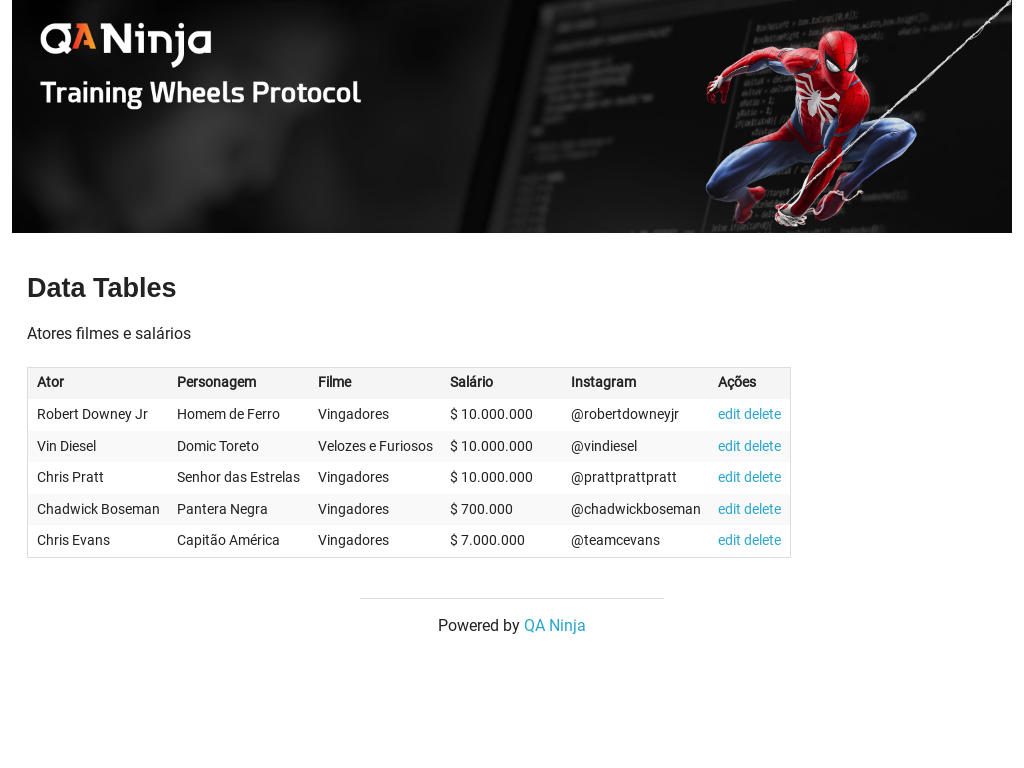 QANinja
Training Wheels Protocol
Data Tables
Atores filmes e salários
Ator Personagem Filme Salário Instagram Ações
Robert Downey Jr Homem de Ferro Vingadores $ 10.000.000 @robertdowneyjr edit delete
Vin Diesel Domic Toreto Velozes e Furiosos $ 10.000.000 @vindiesel edit delete
Chris Pratt Senhor das Estrelas Vingadores $ 10.000.000 @prattprattpratt edit delete
Chadwick Boseman Pantera Negra Vingadores $ 700.000 @chadwickboseman edit delete
Chris Evans Capitão América Vingadores $ 7.000.000 @teamcevans edit delete
Powered by QA Ninja